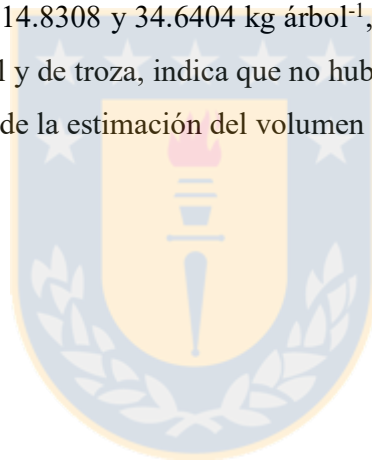 14.8308 y 34.6404 kg árbol⁻¹,
l y de troza, indica que no hub
de la estimación del volumen